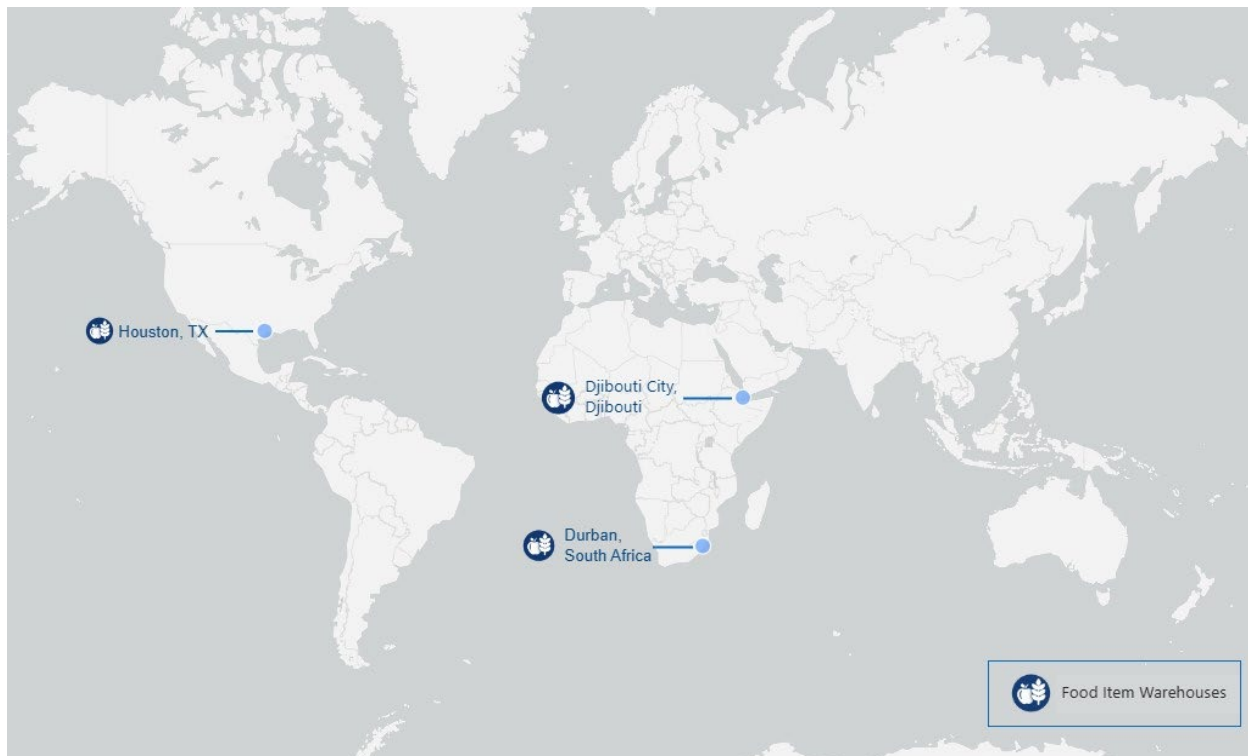 Houston, TX
Djibouti City,
Djibouti
Durban,
South Africa
Food Item Warehouses